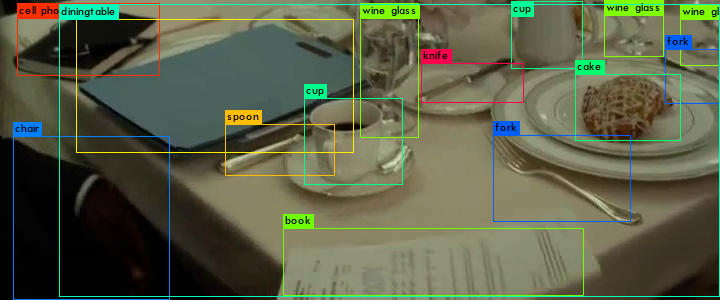 cell pho
diningtable
wine glass
cup
wine glass
wine gl
fork
knife
cake
cup
spoon
chair
fork
book